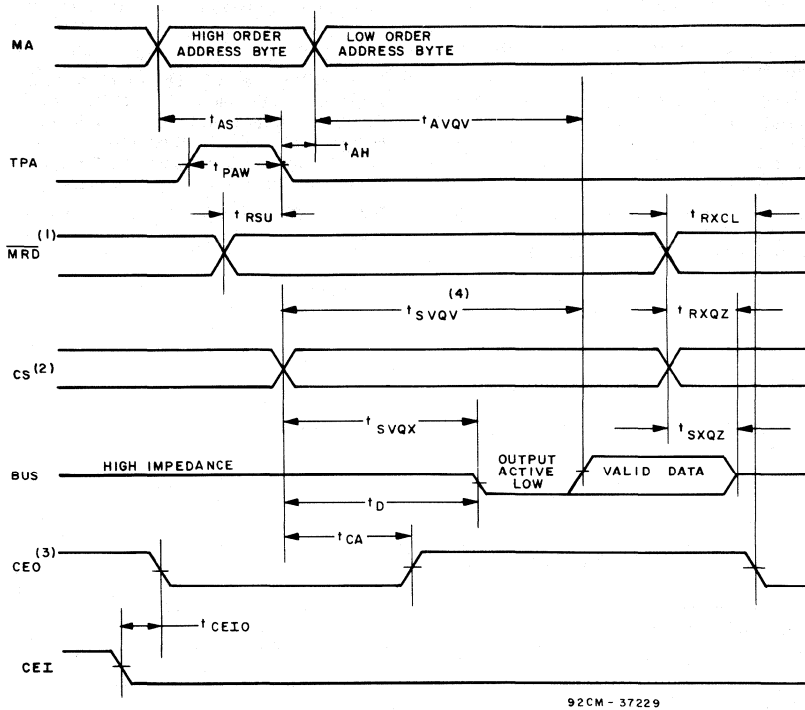 MA
HIGH ORDER
ADDRESS BYTE
LOW ORDER
ADDRESS BYTE
tAS
tAVQV
tAH
TPA
tPAW
tRSU
tRXCL
MRD (1)
(4)
tSVQV
tRXQZ
CS (2)
tSVQX
tSXQZ
BUS
HIGH IMPEDANCE
OUTPUT
ACTIVE
LOW
VALID DATA
tD
tCA
CEO (3)
tCEIO
CEI
92CM-37229